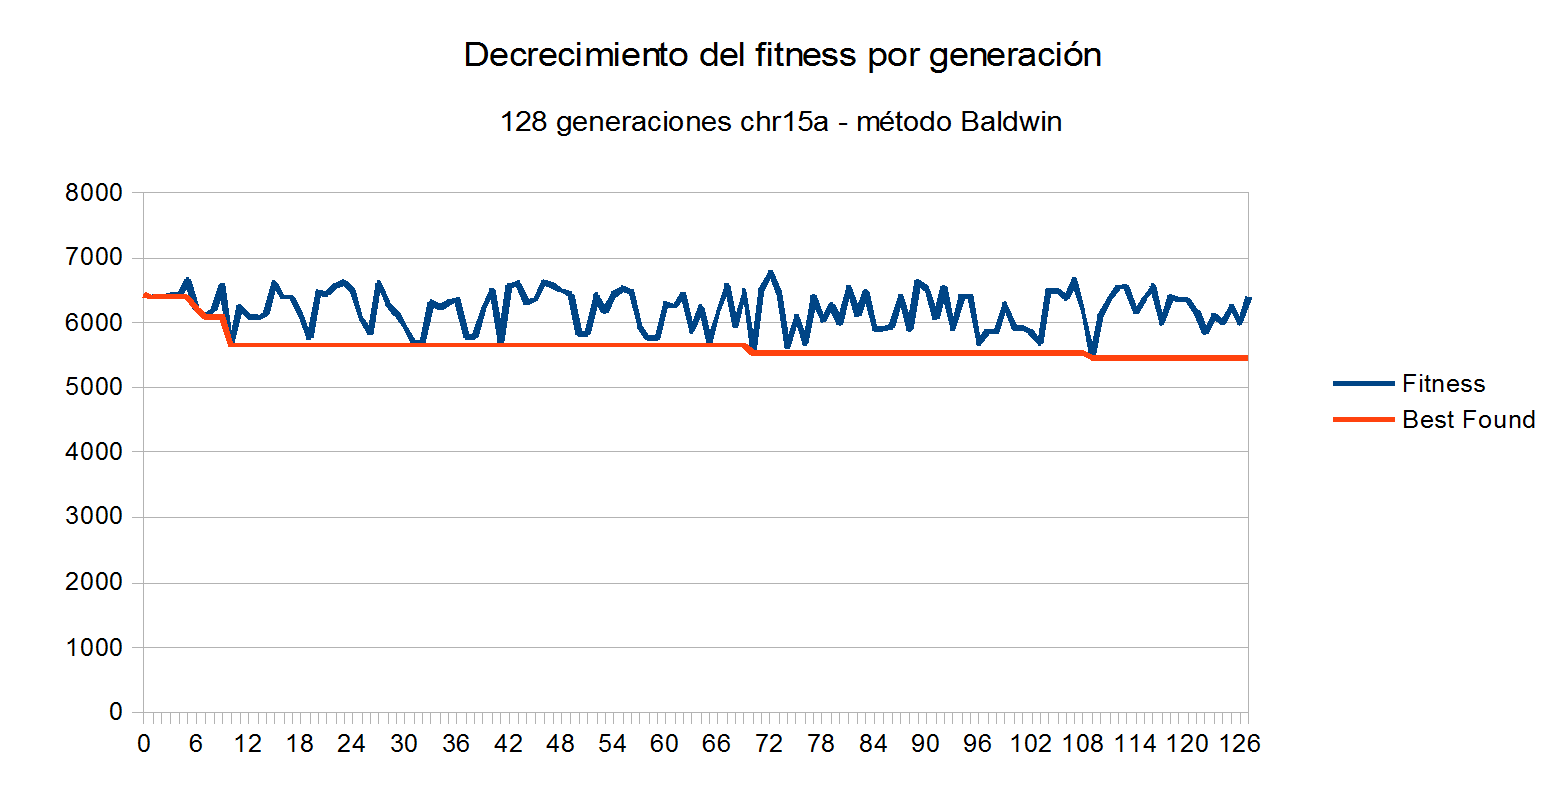 Decrecimiento del fitness por generación
128 generaciones chr15a - método Baldwin
8000
7000
6000
5000
4000
3000
2000
1000
0
0 6 12 18 24 30 36 42 48 54 60 66 72 78 84 90 96 102 108 114 120 126
Fitness
Best Found